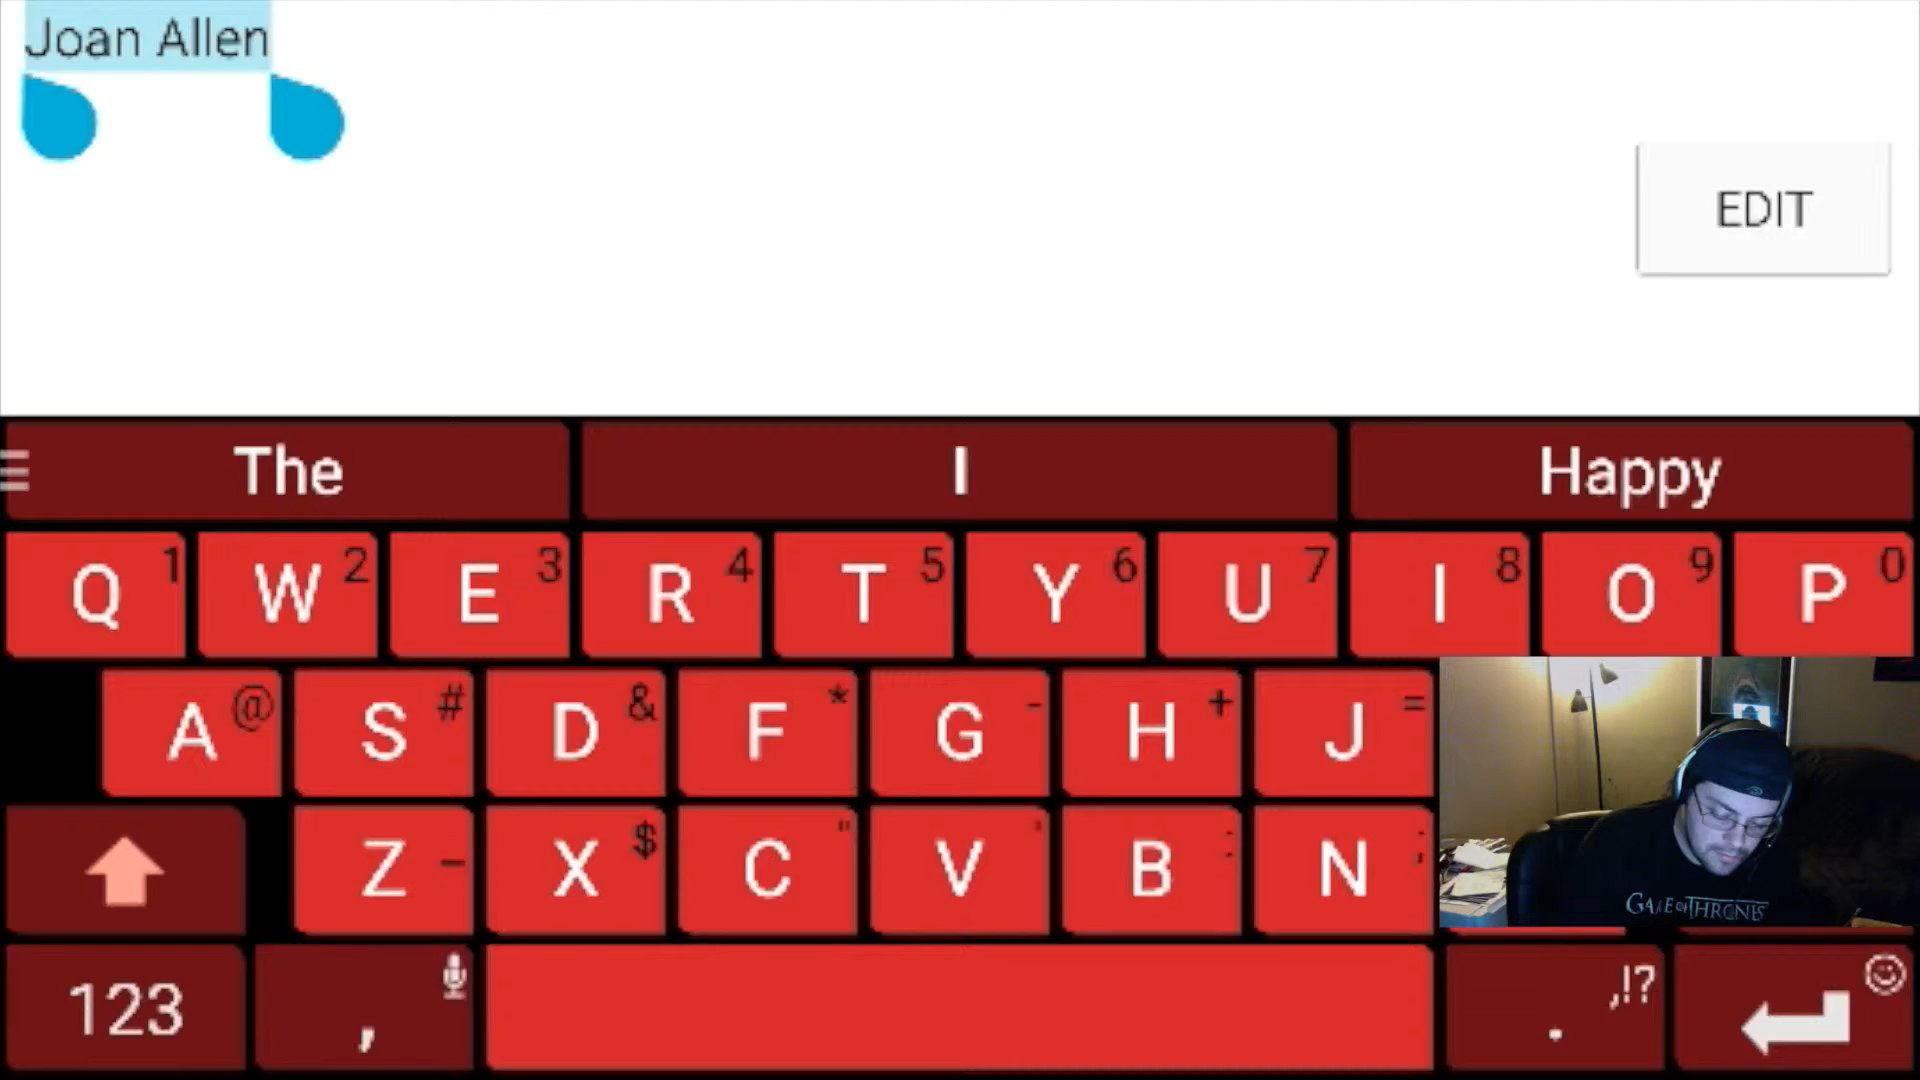 Joan Allen
EDIT
The I Happy
Q 1 W 2 E 3 R 4 T 5 Y 6 U 7 I 8 O 9 P 0
A @ S # D & F * G - H + J =
Z _ X $ C " V ' B : N ;
GAME OF THRONES
123 , . ,!?